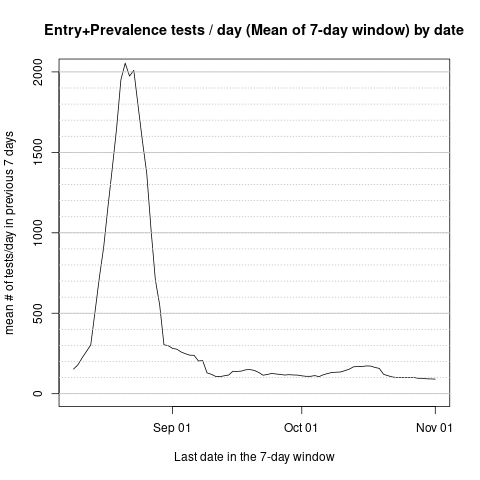 Entry+Prevalence tests / day (Mean of 7-day window) by date
mean # of tests/day in previous 7 days
2000
1500
1000
500
0
Sep 01
Oct 01
Nov 01
Last date in the 7-day window